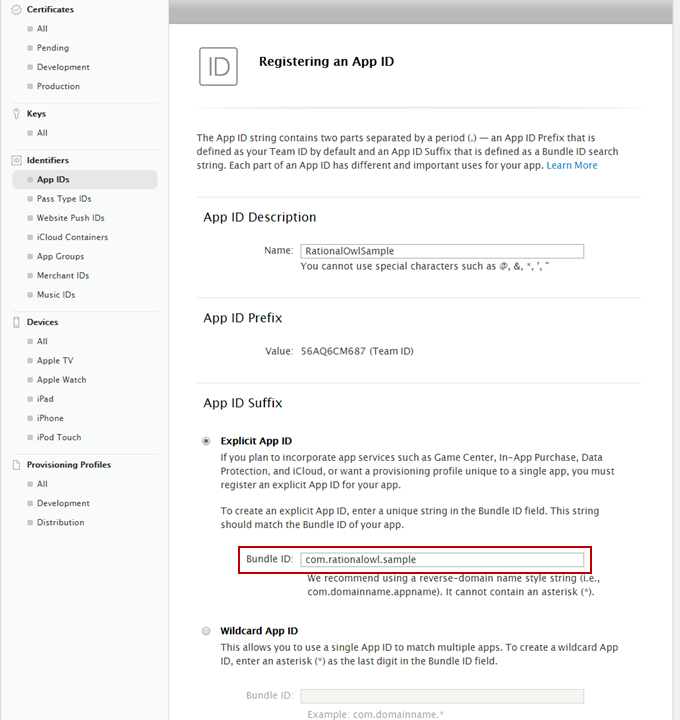 Certificates
All
Pending
Development
Production
Keys
All
ID
Identifiers
App IDs
Pass Type IDs
Website Push IDs
iCloud Containers
App Groups
Merchant IDs
Music IDs
Devices
All
Apple TV
Apple Watch
iPad
iPhone
iPod Touch
Provisioning Profiles
All
Development
Distribution
ID
Registering an App ID
The App ID string contains two parts separated by a period (.) — an App ID Prefix that is
defined as your Team ID by default and an App ID Suffix that is defined as a Bundle ID search
string. Each part of an App ID has different and important uses for your app. Learn More
App ID Description
Name: RationalOwlSample
You cannot use special characters such as @, &, *, ', "
App ID Prefix
Value: 56AQ6CM687 (Team ID)
App ID Suffix
Explicit App ID
If you plan to incorporate app services such as Game Center, In-App Purchase, Data
Protection, and iCloud, or want a provisioning profile unique to a single app, you must
register an explicit App ID for your app.
To create an explicit App ID, enter a unique string in the Bundle ID field. This string
should match the Bundle ID of your app.
Bundle ID: com.rationalowl.sample
We recommend using a reverse-domain name style string (i.e.,
com.domainname.appname). It cannot contain an asterisk (*).
Wildcard App ID
This allows you to use a single App ID to match multiple apps. To create a wildcard App
ID, enter an asterisk (*) as the last digit in the Bundle ID field.
Bundle ID:
Example: com.domainname.*